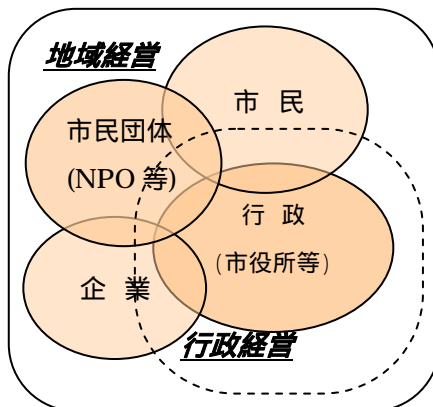 地域経営
市 民
市民団体
(NPO 等)
行 政
(市役所等)
企 業
行政経営